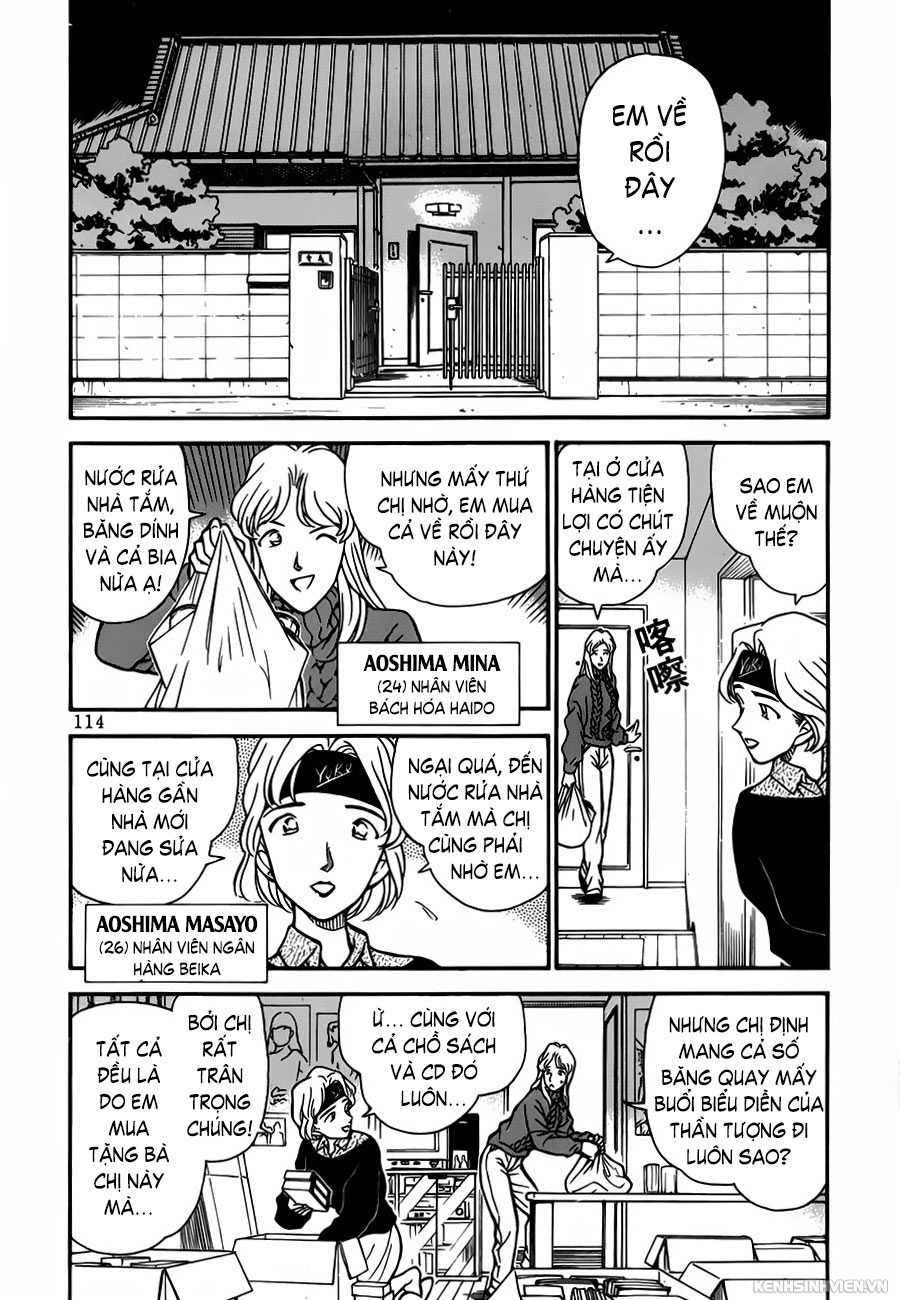 EM VỀ
RỒI
ĐÂY
...
SAO EM
VỀ MUỘN
THẾ?
TẠI Ở CỬA
HÀNG TIỆN
LỢI CÓ CHÚT
CHUYỆN ẤY
MÀ...
喀嚓
NHƯNG MẤY THỨ
CHỊ NHỜ, EM MUA
CẢ VỀ RỒI ĐÂY
NÀY!
NƯỚC RỬA
NHÀ TẮM,
BĂNG DÍNH
VÀ CẢ BIA
NỮA Ạ!
AOSHIMA MINA
(24) NHÂN VIÊN
BÁCH HÓA HAIDO
114
NGẠI QUÁ, ĐẾN
NƯỚC RỬA NHÀ
TẮM MÀ CHỊ
CŨNG PHẢI
NHỜ EM...
YOKO
CŨNG TẠI CỬA
HÀNG GẦN
NHÀ MỚI
ĐANG SỬA
NỮA...
AOSHIMA MASAYO
(26) NHÂN VIÊN NGÂN
HÀNG BEIKA
NHƯNG CHỊ ĐỊNH
MANG CẢ SỐ
BĂNG QUAY MẤY
BUỔI BIỂU DIỄN CỦA
THẦN TƯỢNG ĐI
LUÔN SAO?
Ừ... CÙNG VỚI
CẢ CHỖ SÁCH
VÀ CD ĐÓ
LUÔN...
BỞI CHỊ
RẤT
TRÂN
TRỌNG
CHÚNG!
TẤT CẢ
ĐỀU LÀ
DO EM
MUA
TẶNG BÀ
CHỊ NÀY
MÀ...
KENHSINHVIEN.VN